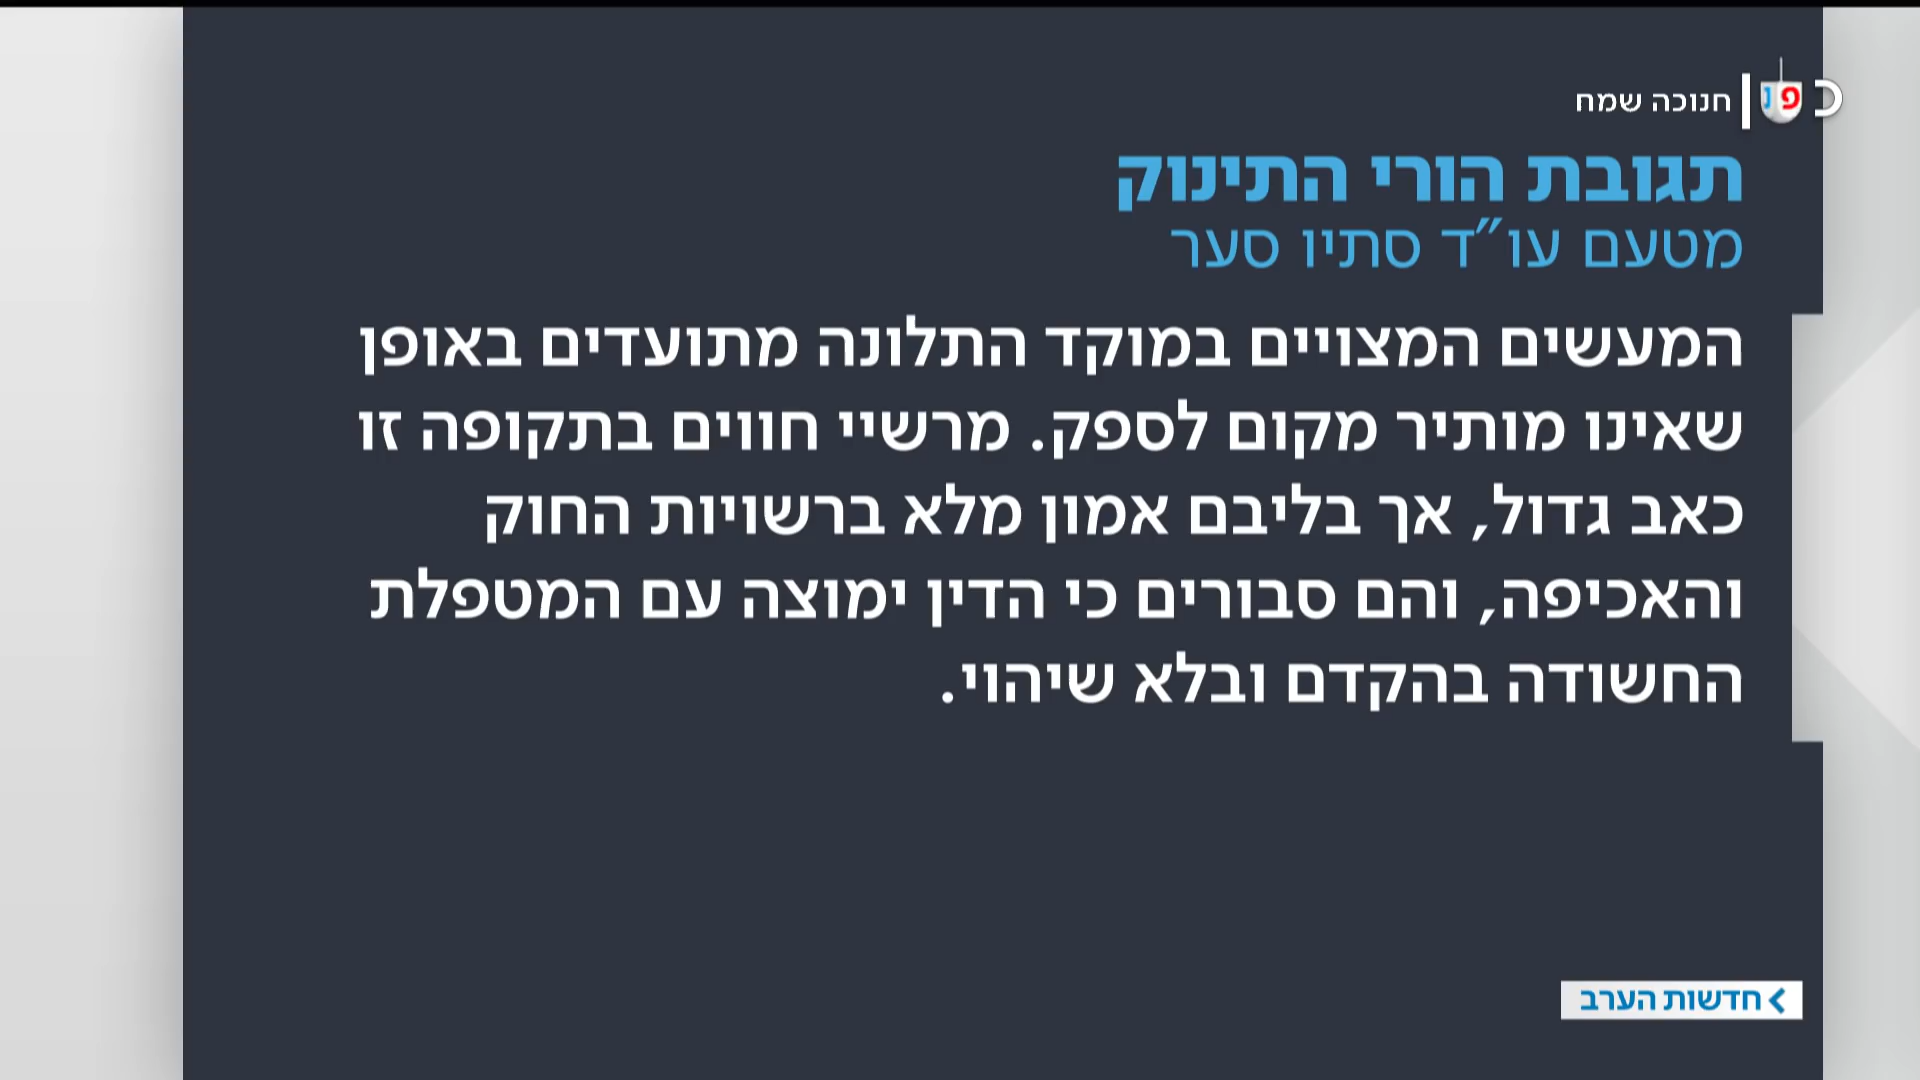 חנוכה שמח
תגובת הורי התינוק
מטעם עו"ד סתיו סער
המעשים המצויים במוקד התלונה מתועדים באופן
שאינו מותיר מקום לספק. מרשיי חווים בתקופה זו
כאב גדול, אך בליבם אמון מלא ברשויות החוק
והאכיפה, והם סבורים כי הדין ימוצה עם המטפלת
החשודה בהקדם ובלא שיהוי.
חדשות הערב